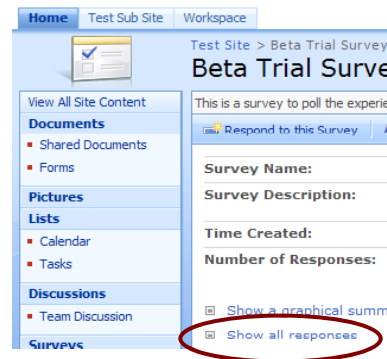 Home Test Sub Site Workspace
Test Site > Beta Trial Survey
Beta Trial Surve
View All Site Content
This is a survey to poll the experie
Documents
Respond to this Survey
Shared Documents
Forms
Survey Name:
Pictures
Survey Description:
Lists
Calendar
Time Created:
Tasks
Number of Responses:
Discussions
Team Discussion
Show a graphical summ
Show all responses
Surveys